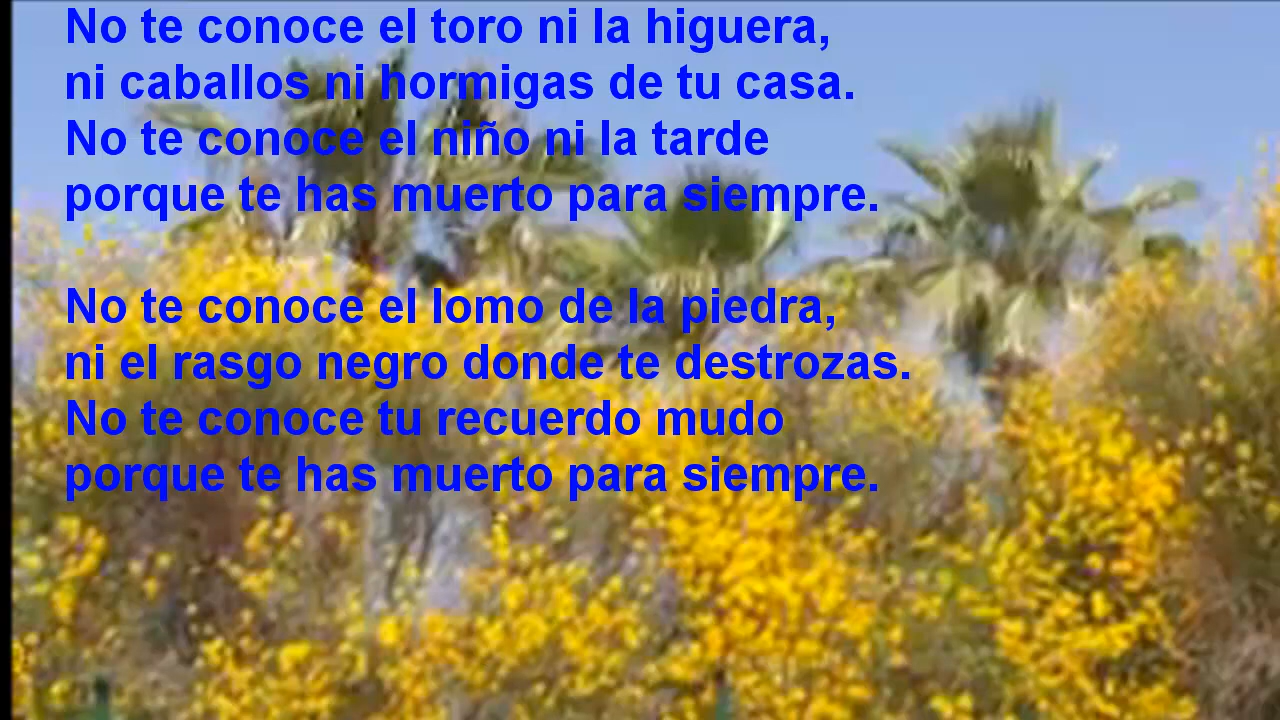 No te conoce el toro ni la higuera,
ni caballos ni hormigas de tu casa.
No te conoce el niño ni la tarde
porque te has muerto para siempre.
No te conoce el lomo de la piedra,
ni el rasgo negro donde te destrozas.
No te conoce tu recuerdo mudo
porque te has muerto para siempre.